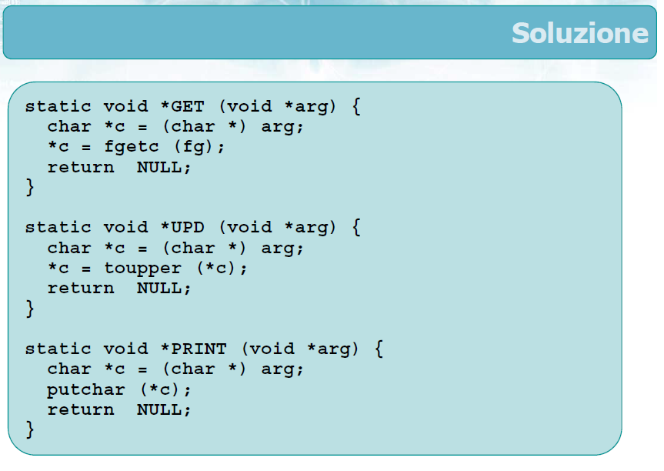 Soluzione
static void *GET (void *arg) {
  char *c = (char *) arg;
  *c = fgetc (fg);
  return  NULL;
}
static void *UPD (void *arg) {
  char *c = (char *) arg;
  *c = toupper (*c);
  return  NULL;
}
static void *PRINT (void *arg) {
  char *c = (char *) arg;
  putchar (*c);
  return  NULL;
}